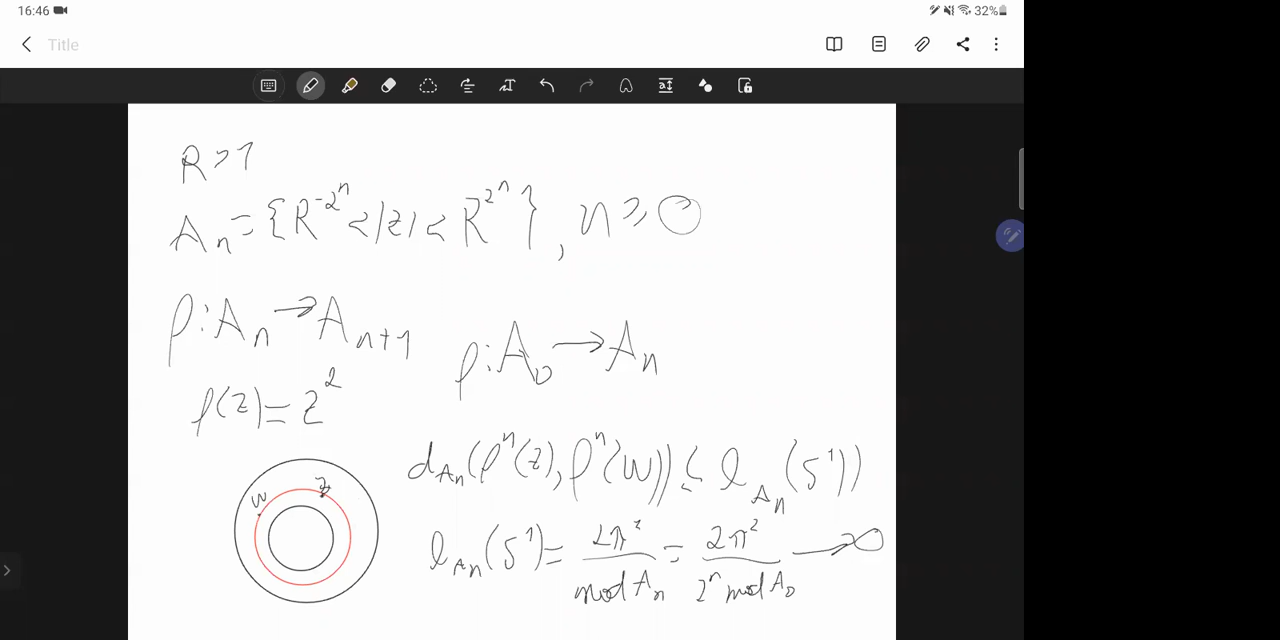 16:46 32%
Title
R > 1
A_n = {R^{-2^n} < |z| < R^{2^n}}, n ≥ 0
f: A_n → A_{n+1} f: A_0 → A_n
f(z) = z^2
d_{A_n}(f^n(z), f^n(w)) ≤ l_{A_n}(S^1))
w z
l_{A_n}(S^1) = 2π^2 / mod A_n = 2π^2 / 2^n mod A_0 → 0